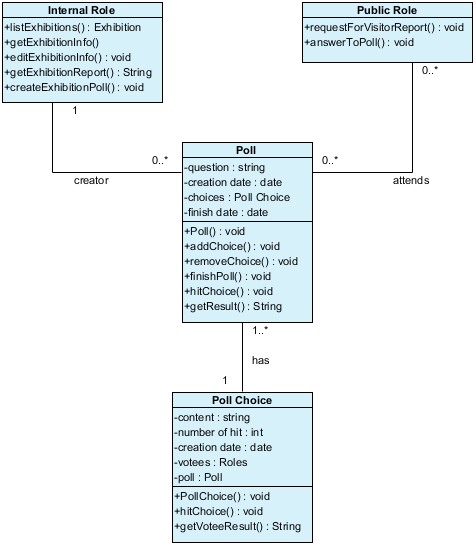 Internal Role
+listExhibitions() : Exhibition
+getExhibitionInfo()
+editExhibitionInfo() : void
+getExhibitionReport() : String
+createExhibitionPoll() : void
Public Role
+requestForVisitorReport() : void
+answerToPoll() : void
1
0..*
0..*
0..*
creator
attends
Poll
-question : string
-creation date : date
-choices : Poll Choice
-finish date : date
+Poll() : void
+addChoice() : void
+removeChoice() : void
+finishPoll() : void
+hitChoice() : void
+getResult() : String
1..*
has
1
Poll Choice
-content : string
-number of hit : int
-creation date : date
-votees : Roles
-poll : Poll
+PollChoice() : void
+hitChoice() : void
+getVoteeResult() : String